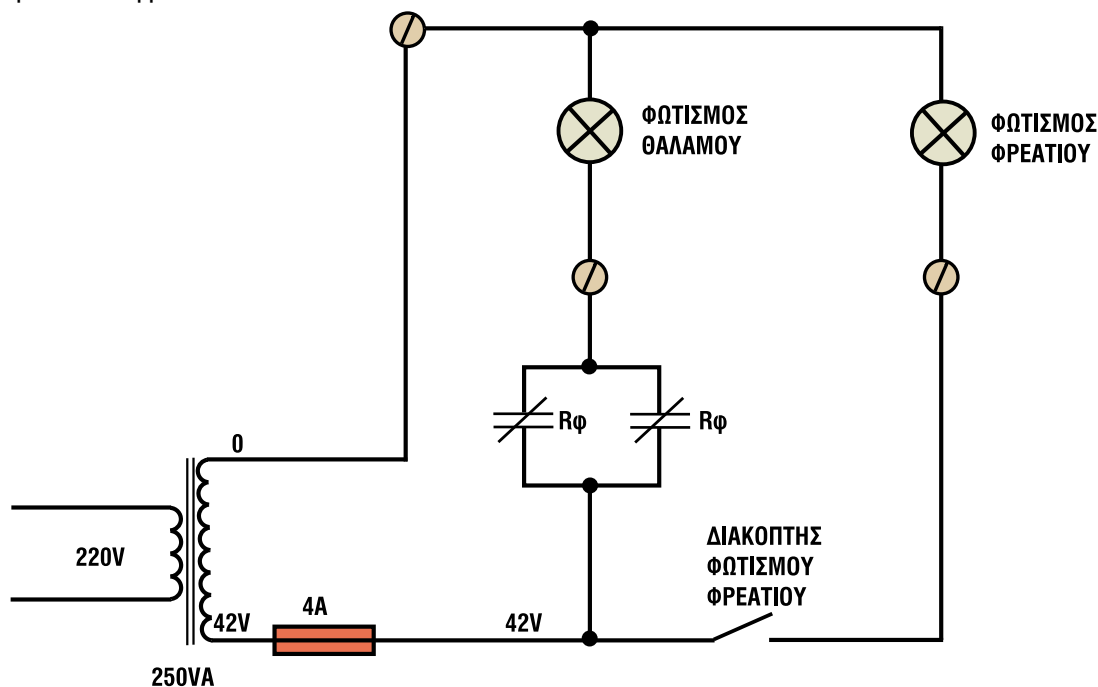 ΦΩΤΙΣΜΟΣ
ΘΑΛΑΜΟΥ
ΦΩΤΙΣΜΟΣ
ΦΡΕΑΤΙΟΥ
Rφ
Rφ
0
220V
ΔΙΑΚΟΠΤΗΣ
ΦΩΤΙΣΜΟΥ
ΦΡΕΑΤΙΟΥ
42V
4A
42V
250VA